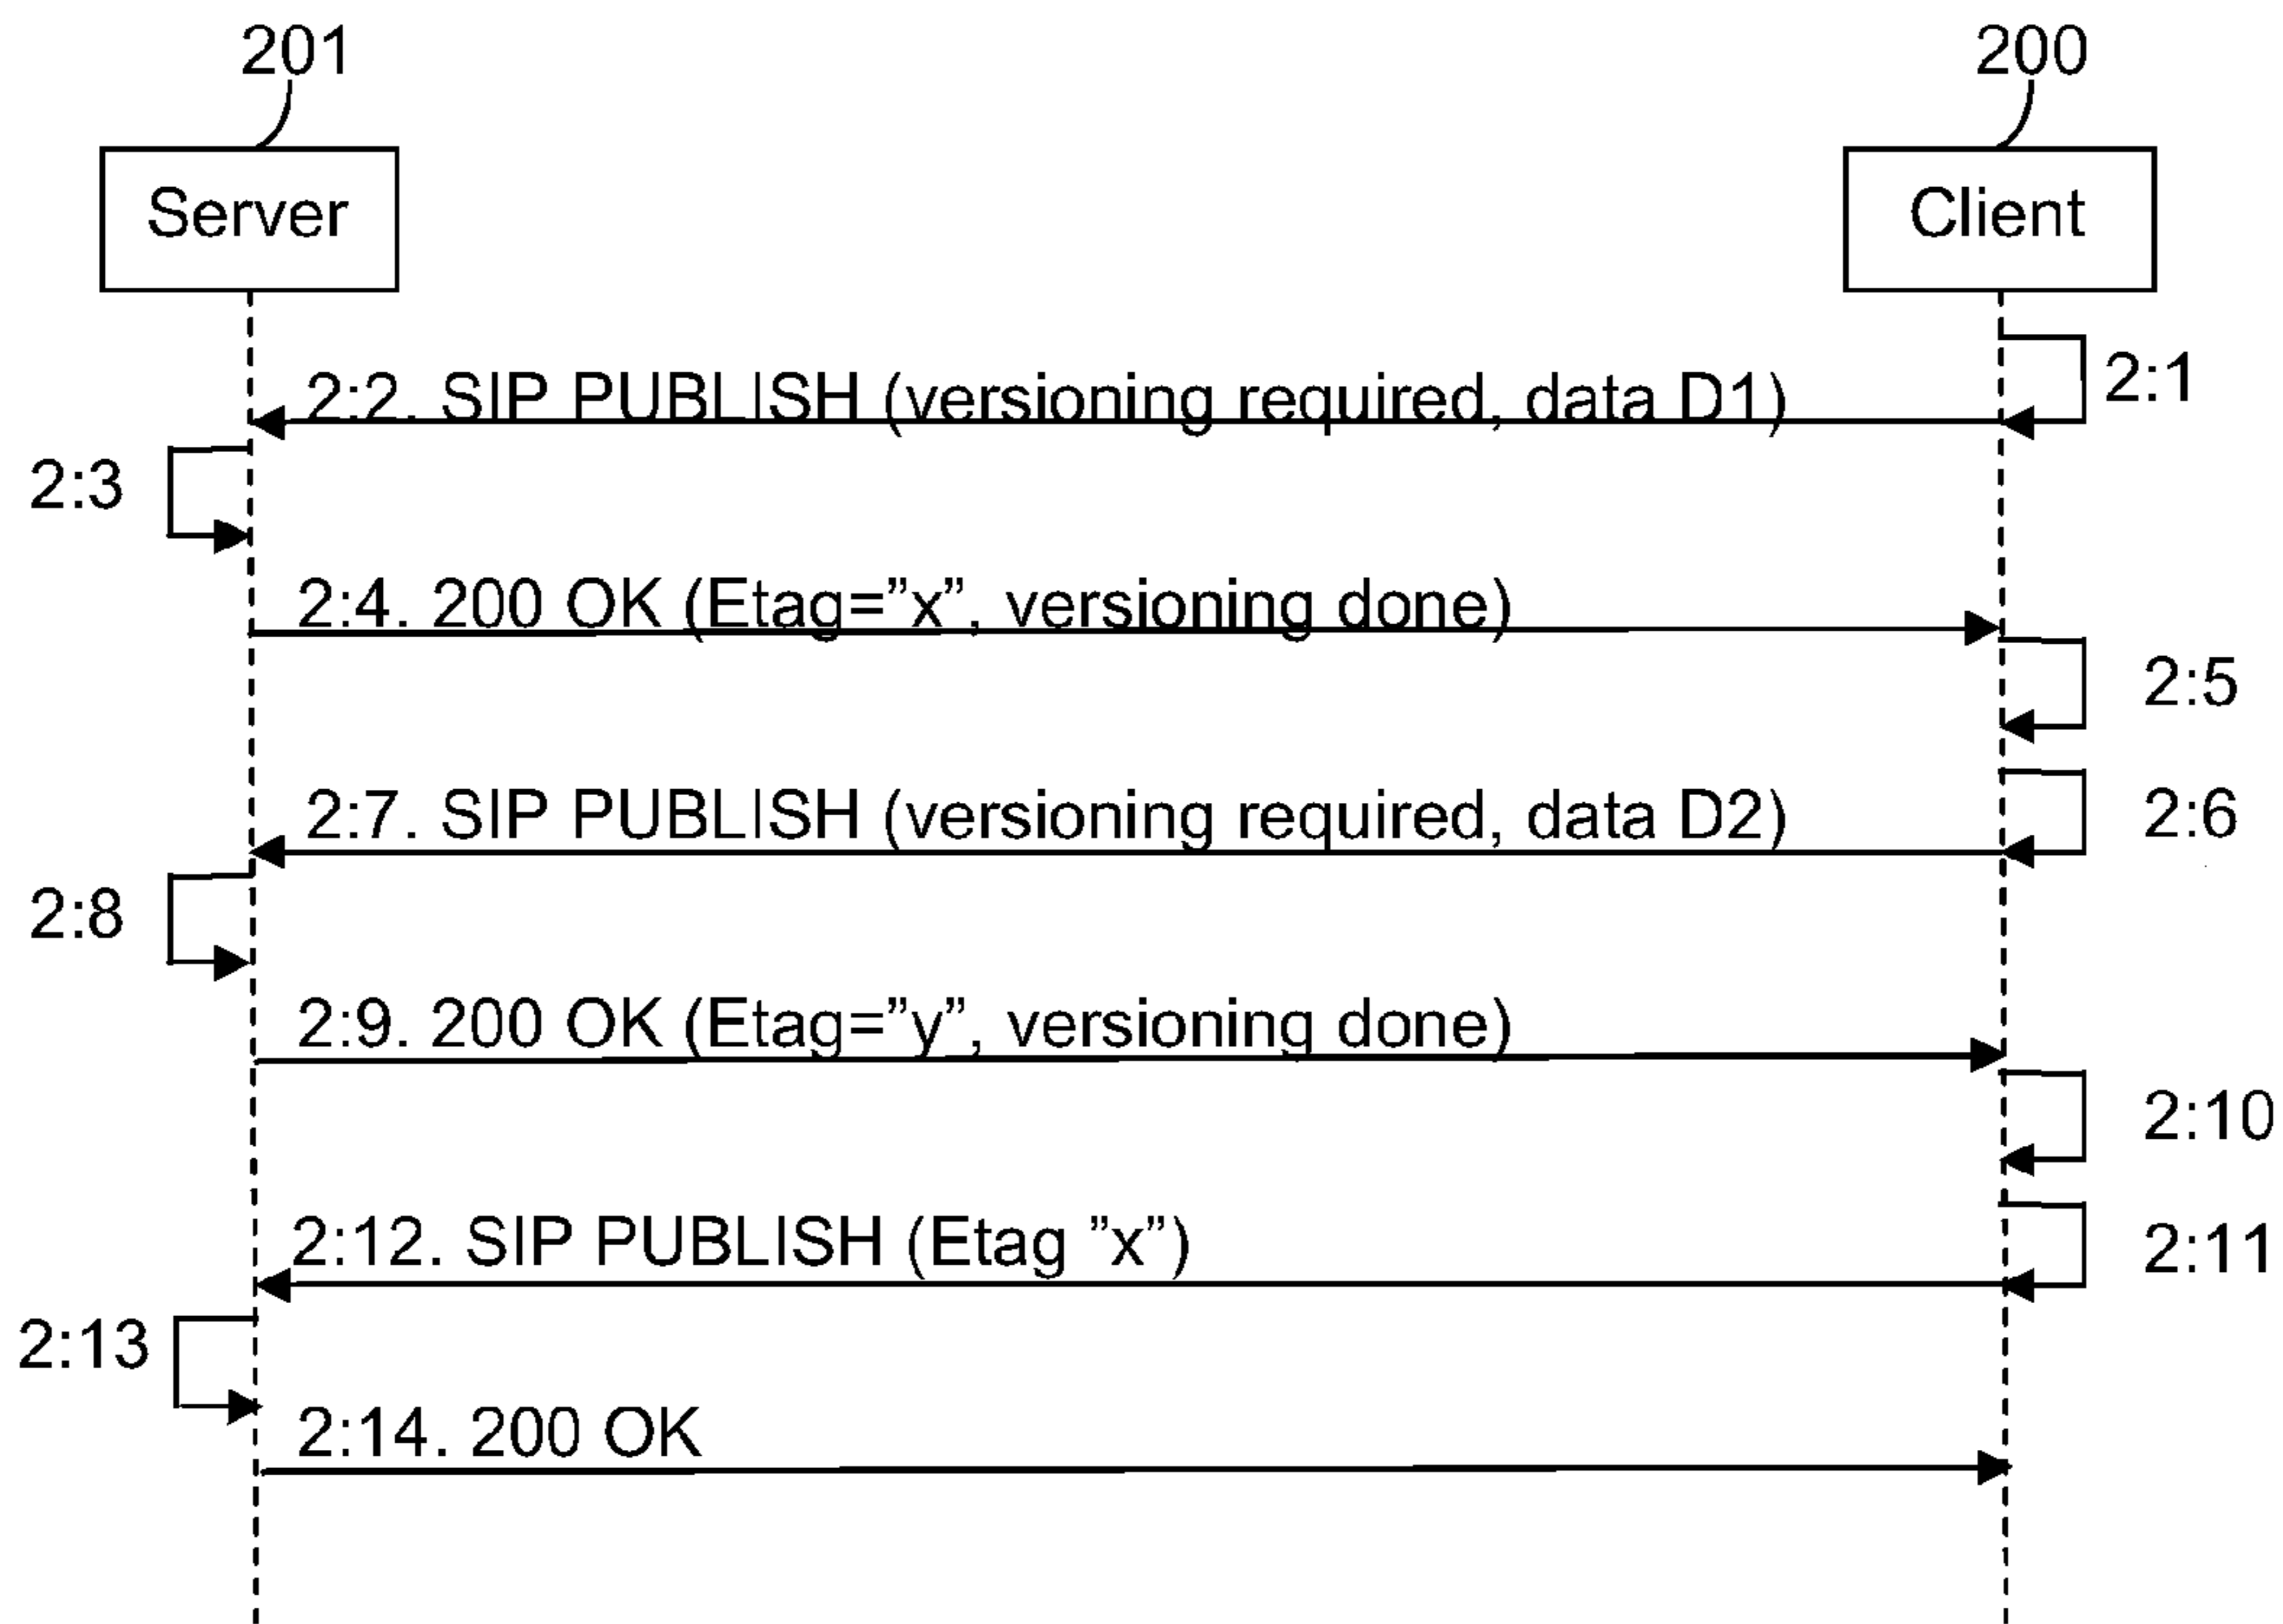 201
200
Server
Client
2:1
2:2. SIP PUBLISH (versioning required, data D1)
2:3
2:4. 200 OK (Etag=”x”, versioning done)
2:5
2:6
2:7. SIP PUBLISH (versioning required, data D2)
2:8
2:9. 200 OK (Etag=”y”, versioning done)
2:10
2:11
2:12. SIP PUBLISH (Etag ”x”)
2:13
2:14. 200 OK